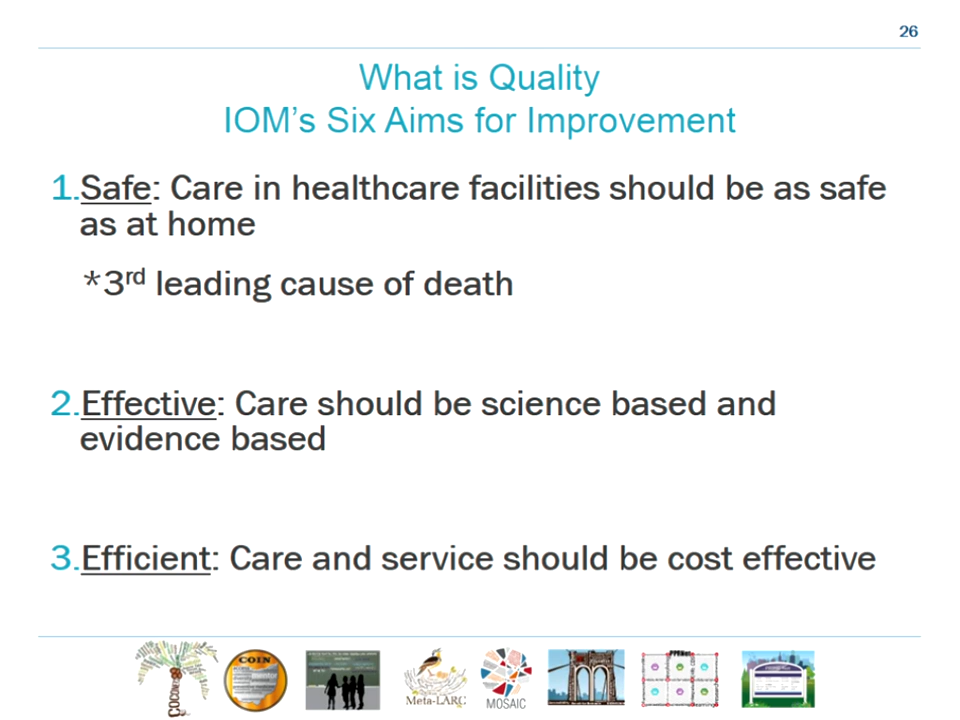 26
What is Quality
IOM's Six Aims for Improvement
1.Safe: Care in healthcare facilities should be as safe
as at home
*3rd leading cause of death
2.Effective: Care should be science based and
evidence based
3.Efficient: Care and service should be cost effective
COIN
Meta-LARC
MOSAIC
PPRNet